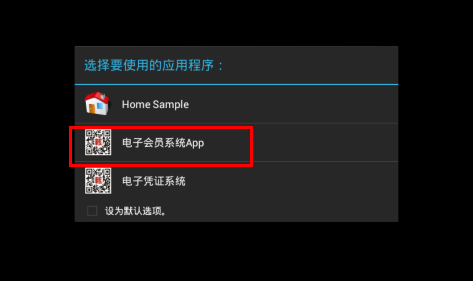 选择要使用的应用程序：
Home Sample
电子会员系统App
电子凭证系统
设为默认选项。